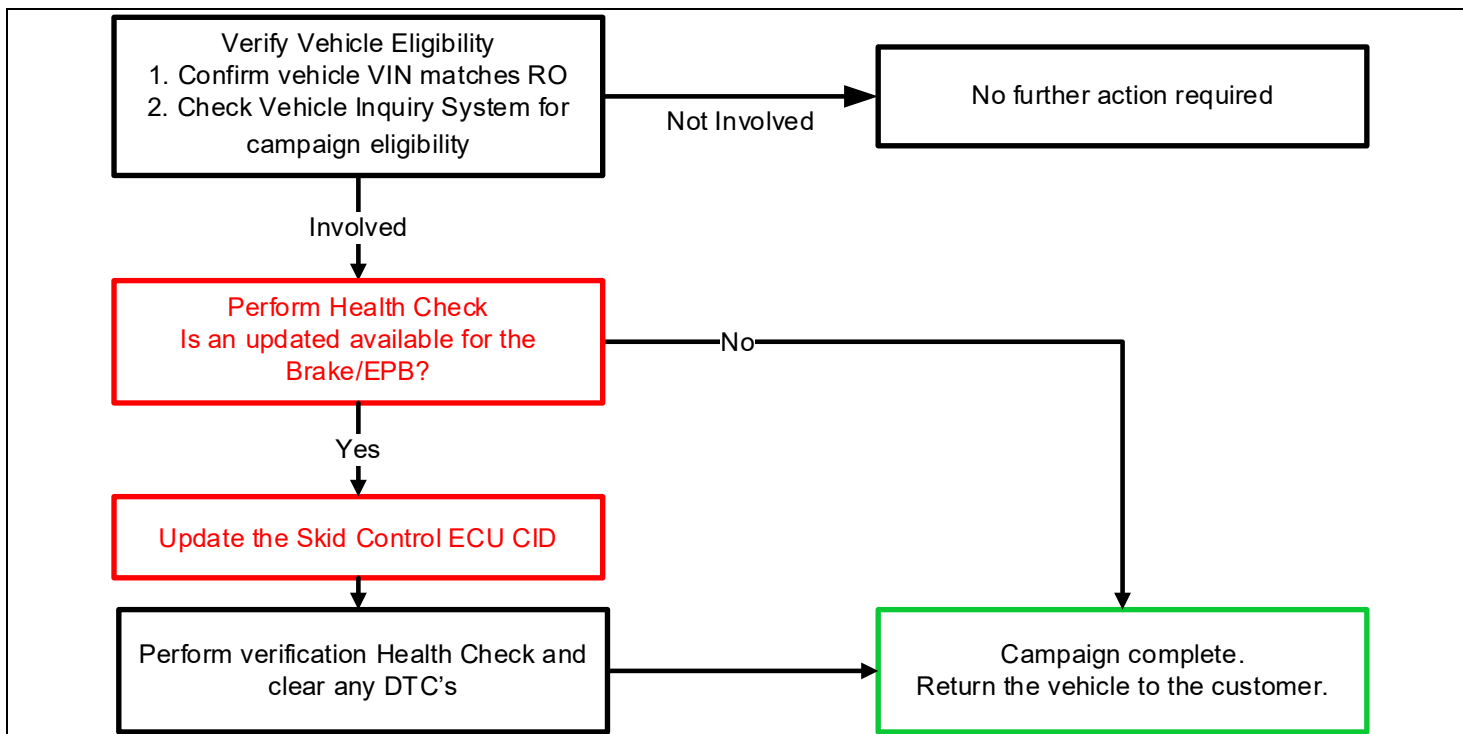 Verify Vehicle Eligibility
1. Confirm vehicle VIN matches RO
2. Check Vehicle Inquiry System for
campaign eligibility
Not Involved
No further action required
Involved
Perform Health Check
Is an updated available for the
Brake/EPB?
No
Yes
Update the Skid Control ECU CID
Perform verification Health Check and
clear any DTC’s
Campaign complete.
Return the vehicle to the customer.